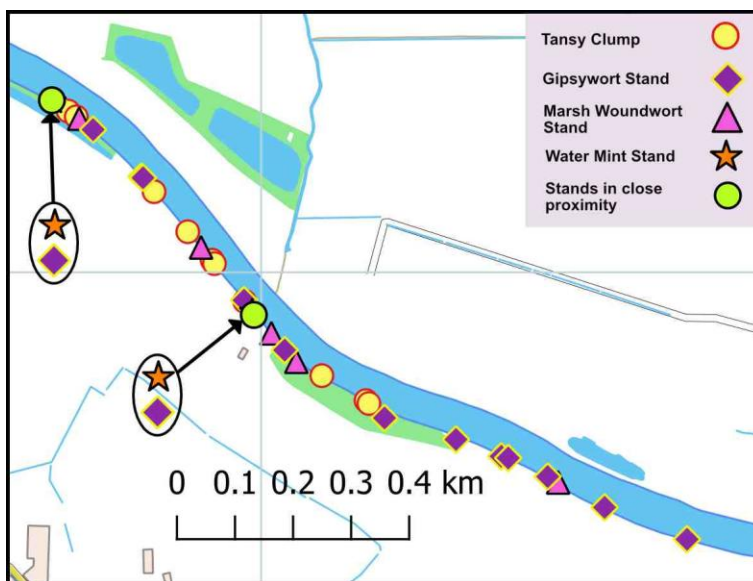 Tansy Clump
Gipsywort Stand
Marsh Woundwort
Stand
Water Mint Stand
Stands in close
proximity
0 0.1 0.2 0.3 0.4 km